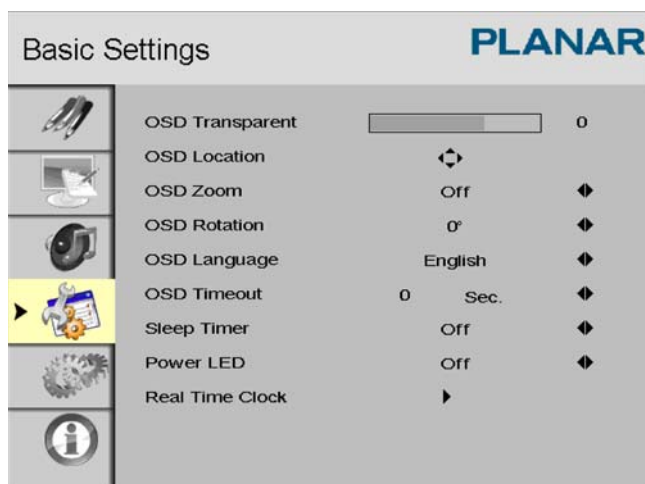 Basic Settings
PLANAR
OSD Transparent 0
OSD Location
OSD Zoom Off
OSD Rotation 0°
OSD Language English
OSD Timeout 0 Sec.
Sleep Timer Off
Power LED Off
Real Time Clock